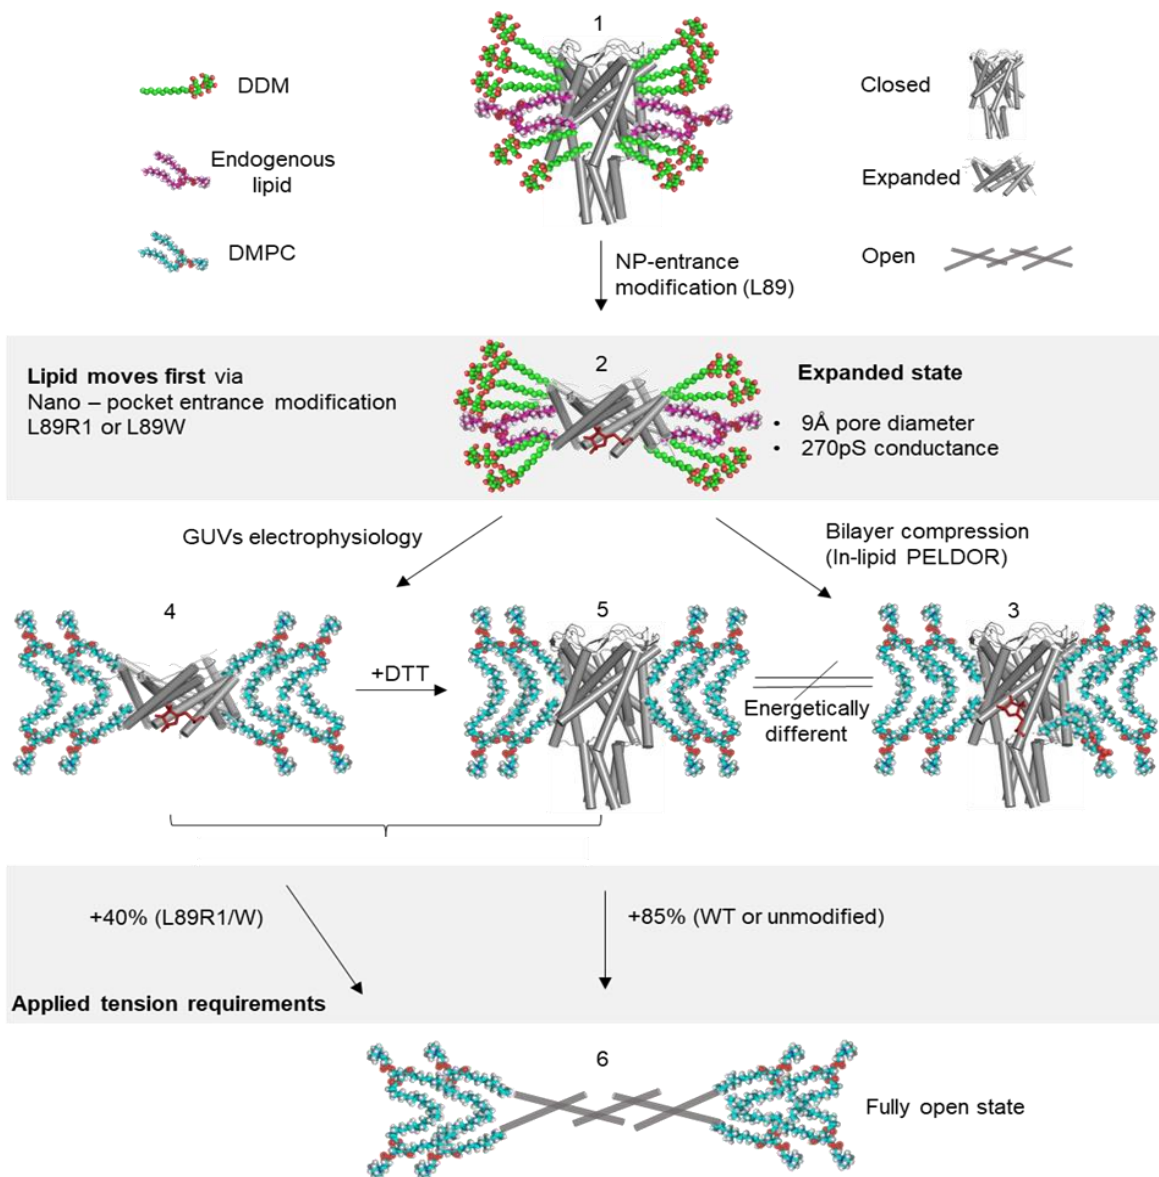 1
DDM
Closed
Endogenous
lipid
Expanded
DMPC
Open
NP-entrance
modification (L89)
Lipid moves first via
Nano – pocket entrance modification
L89R1 or L89W
2
Expanded state
• 9Å pore diameter
• 270pS conductance
GUVs electrophysiology
Bilayer compression
(In-lipid PELDOR)
4
5
3
+DTT
Energetically
different
+40% (L89R1/W)
+85% (WT or unmodified)
Applied tension requirements
6
Fully open state